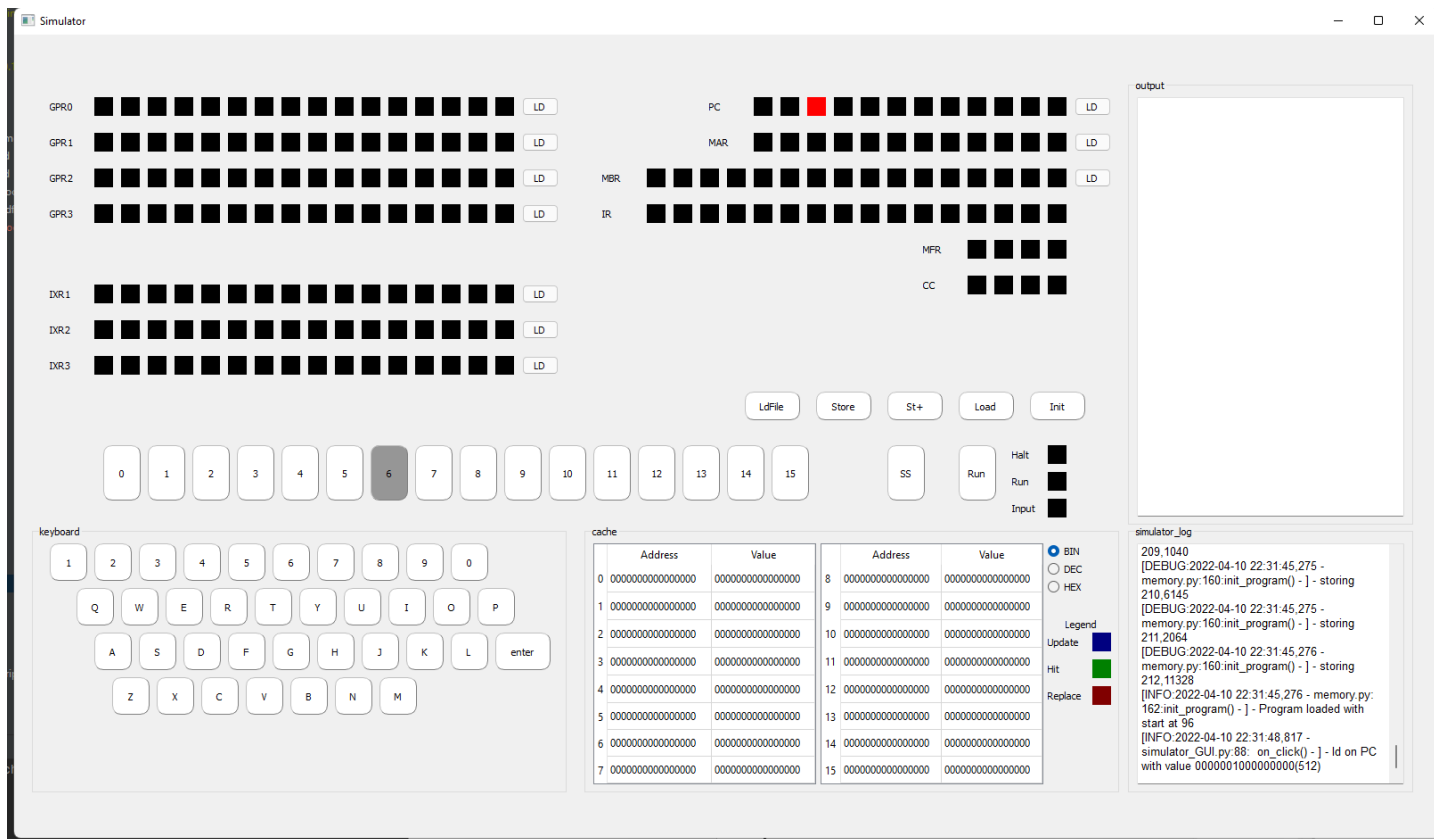 Simulator
GPR0 LD PC LD
GPR1 LD MAR LD
GPR2 LD MBR LD
GPR3 LD IR
MFR
CC
IXR1 LD
IXR2 LD
IXR3 LD
LdFile Store St+ Load Init
0 1 2 3 4 5 6 7 8 9 10 11 12 13 14 15 SS Run
Halt
Run
Input
output
keyboard
1 2 3 4 5 6 7 8 9 0
Q W E R T Y U I O P
A S D F G H J K L enter
Z X C V B N M
cache
Address Value Address Value
0 0000000000000000 0000000000000000 8 0000000000000000 0000000000000000
1 0000000000000000 0000000000000000 9 0000000000000000 0000000000000000
2 0000000000000000 0000000000000000 10 0000000000000000 0000000000000000
3 0000000000000000 0000000000000000 11 0000000000000000 0000000000000000
4 0000000000000000 0000000000000000 12 0000000000000000 0000000000000000
5 0000000000000000 0000000000000000 13 0000000000000000 0000000000000000
6 0000000000000000 0000000000000000 14 0000000000000000 0000000000000000
7 0000000000000000 0000000000000000 15 0000000000000000 0000000000000000
BIN
DEC
HEX
Legend
Update
Hit
Replace
simulator_log
209,1040
[DEBUG:2022-04-10 22:31:45,275 -
memory.py:160:init_program() - ] - storing
210,6145
[DEBUG:2022-04-10 22:31:45,275 -
memory.py:160:init_program() - ] - storing
211,2064
[DEBUG:2022-04-10 22:31:45,276 -
memory.py:160:init_program() - ] - storing
212,11328
[INFO:2022-04-10 22:31:45,276 - memory.py:
162:init_program() - ] - Program loaded with
start at 96
[INFO:2022-04-10 22:31:48,817 -
simulator_GUI.py:88: on_click() - ] - ld on PC
with value 0000001000000000(512)